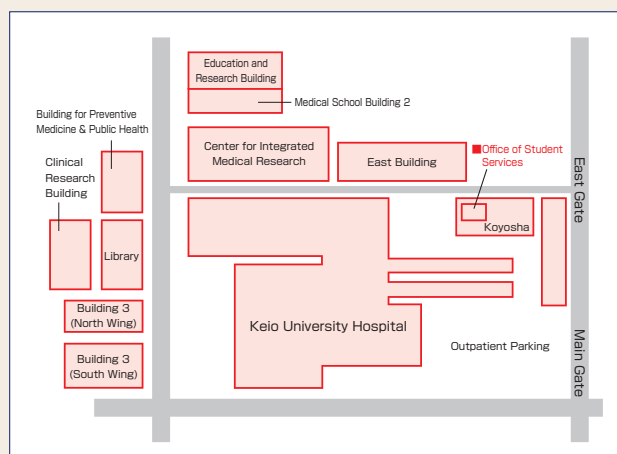 Education and
Research Building
Medical School Building 2
Building for Preventive
Medicine & Public Health
Center for Integrated
Medical Research
East Building
■Office of Student
Services
Clinical
Research
Building
East Gate
Library
Koyosha
Building 3
(North Wing)
Keio University Hospital
Outpatient Parking
Main Gate
Building 3
(South Wing)